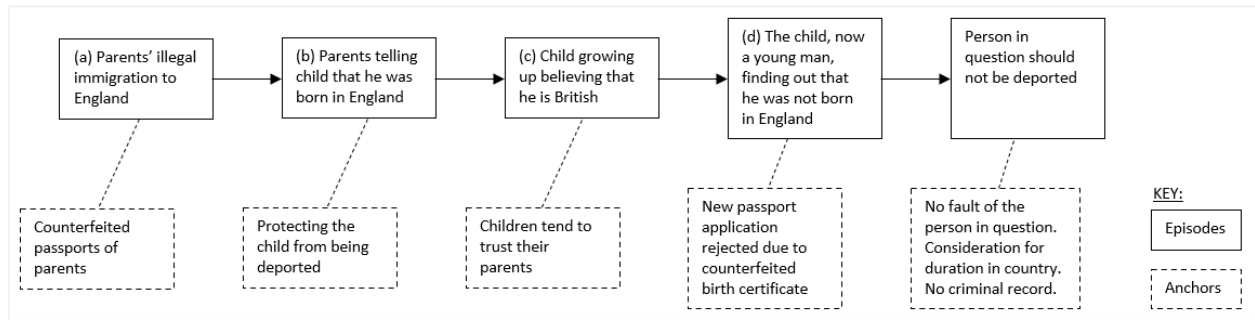 (a) Parents' illegal
immigration to
England
(b) Parents telling
child that he was
born in England
(c) Child growing
up believing that
he is British
(d) The child, now
a young man,
finding out that
he was not born
in England
Person in
question should
not be deported
Counterfeited
passports of
parents
Protecting the
child from being
deported
Children tend to
trust their
parents
New passport
application
rejected due to
counterfeited
birth certificate
No fault of the
person in question.
Consideration for
duration in country.
No criminal record.
KEY:
Episodes
Anchors